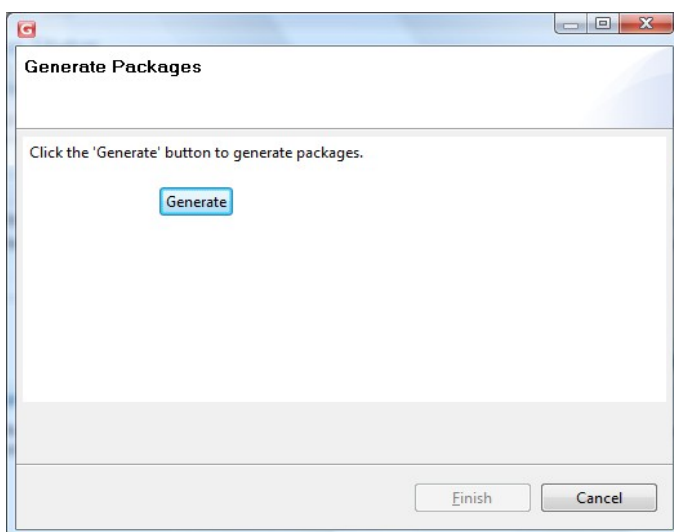 G
Generate Packages
Click the 'Generate' button to generate packages.
Generate
Finish
Cancel